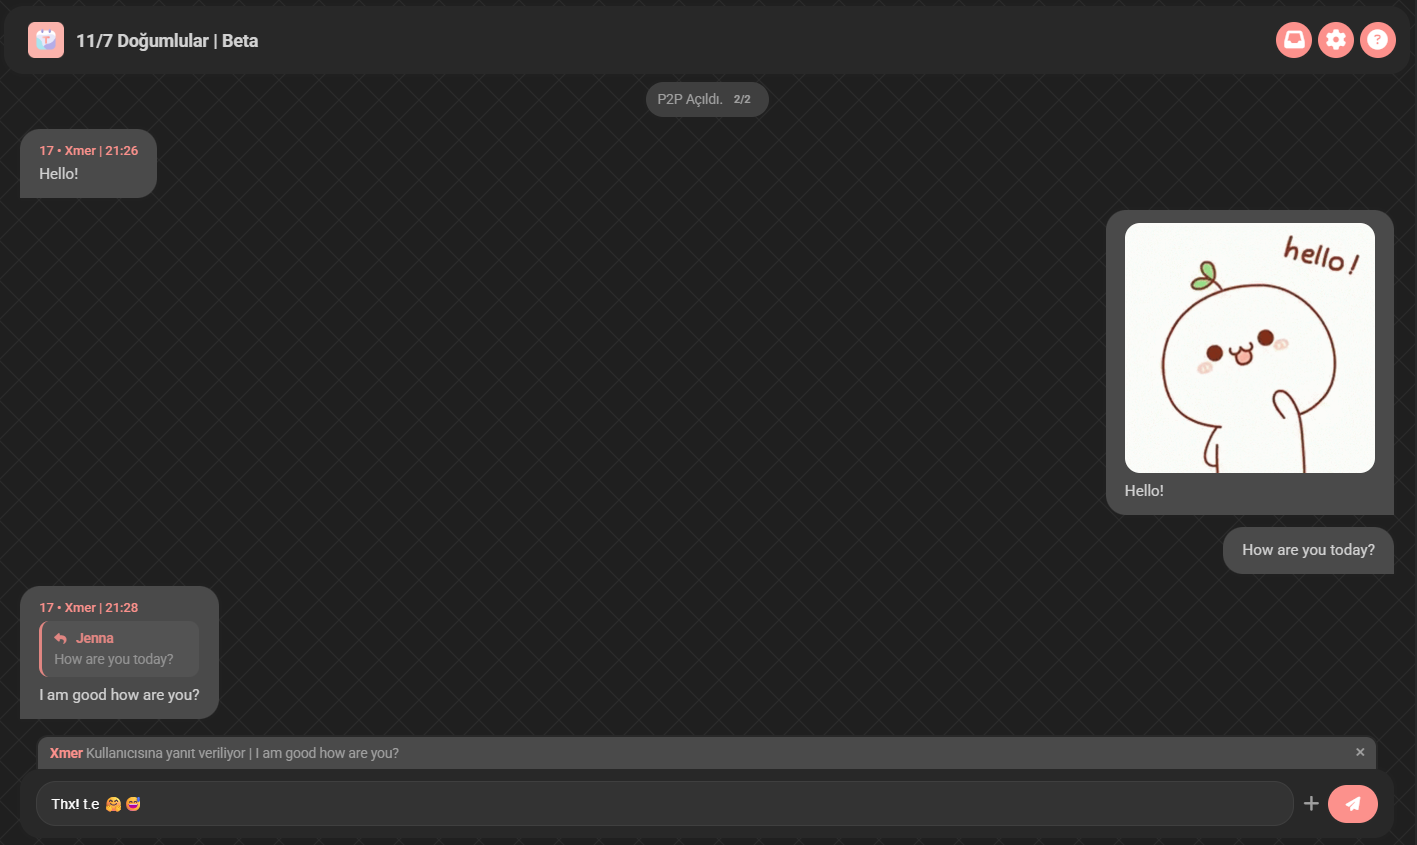 11/7 Doğumlular | Beta
P2P Açıldı. 2/2
17 • Xmer | 21:26
Hello!
hello!
Hello!
How are you today?
17 • Xmer | 21:28
Jenna
How are you today?
I am good how are you?
Xmer Kullanıcısına yanıt veriliyor | I am good how are you?
Thx! t.e 🤗 😅